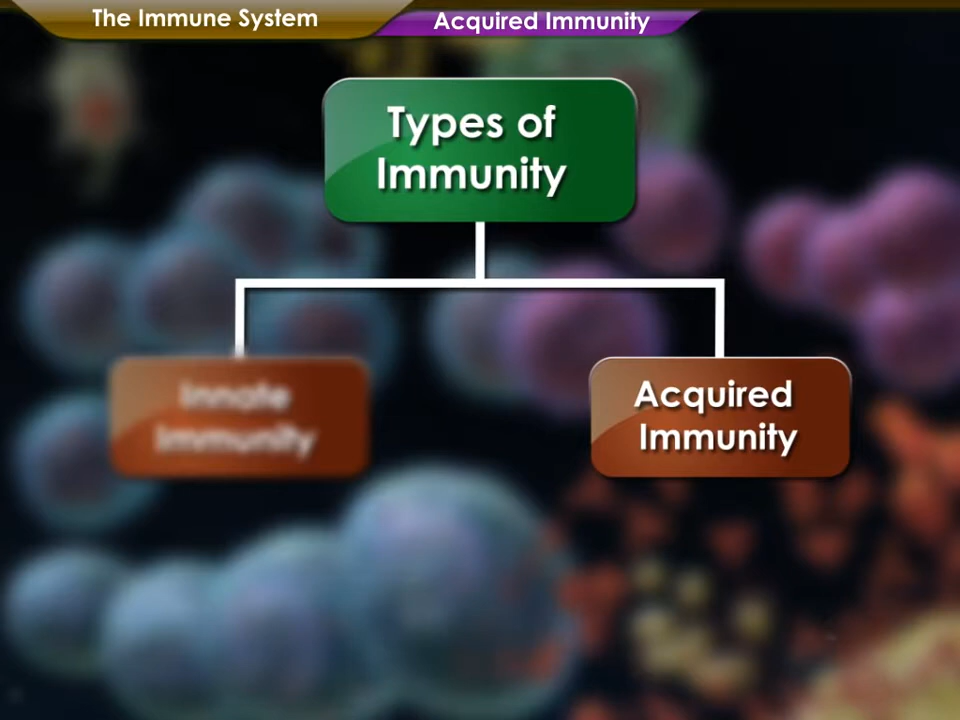 The Immune System
Acquired Immunity
Types of
Immunity
Innate
Immunity
Acquired
Immunity